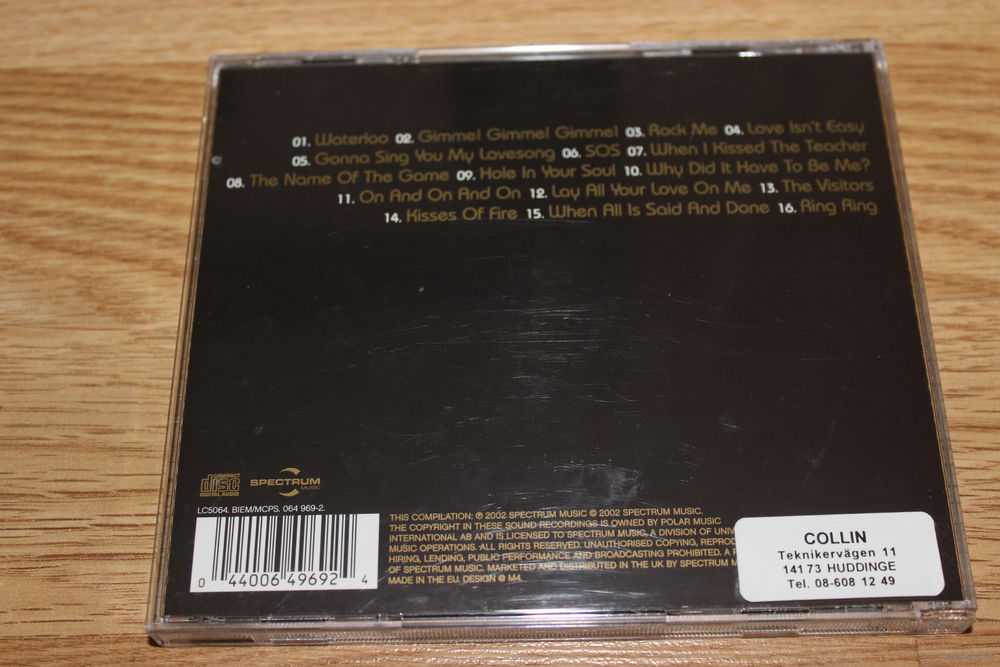 01. Waterloo 02. Gimme! Gimme! Gimme! 03. Rock Me 04. Love Isn't Easy
05. Gonna Sing You My Lovesong 06. SOS 07. When I Kissed The Teacher
08. The Name Of The Game 09. Hole In Your Soul 10. Why Did It Have To Be Me?
11. On And On And On 12. Lay All Your Love On Me 13. The Visitors
14. Kisses Of Fire 15. When All Is Said And Done 16. Ring Ring
COMPACT
disc
DIGITAL AUDIO
SPECTRUM
MUSIC
LC5064. BIEM/MCPS. 064 969-2.
0 44006 49692 4
THIS COMPILATION: ℗ 2002 SPECTRUM MUSIC © 2002 SPECTRUM MUSIC.
THE COPYRIGHT IN THESE SOUND RECORDINGS IS OWNED BY POLAR MUSIC
INTERNATIONAL AB AND IS LICENSED TO SPECTRUM MUSIC, A DIVISION OF UNIV
MUSIC OPERATIONS. ALL RIGHTS RESERVED. UNAUTHORISED COPYING, REPROD
HIRING, LENDING, PUBLIC PERFORMANCE AND BROADCASTING PROHIBITED. A P
OF SPECTRUM MUSIC. MARKETED AND DISTRIBUTED IN THE UK BY SPECTRUM M
MADE IN THE EU. DESIGN @ M4.
COLLIN
Teknikervägen 11
141 73 HUDDINGE
Tel. 08-608 12 49